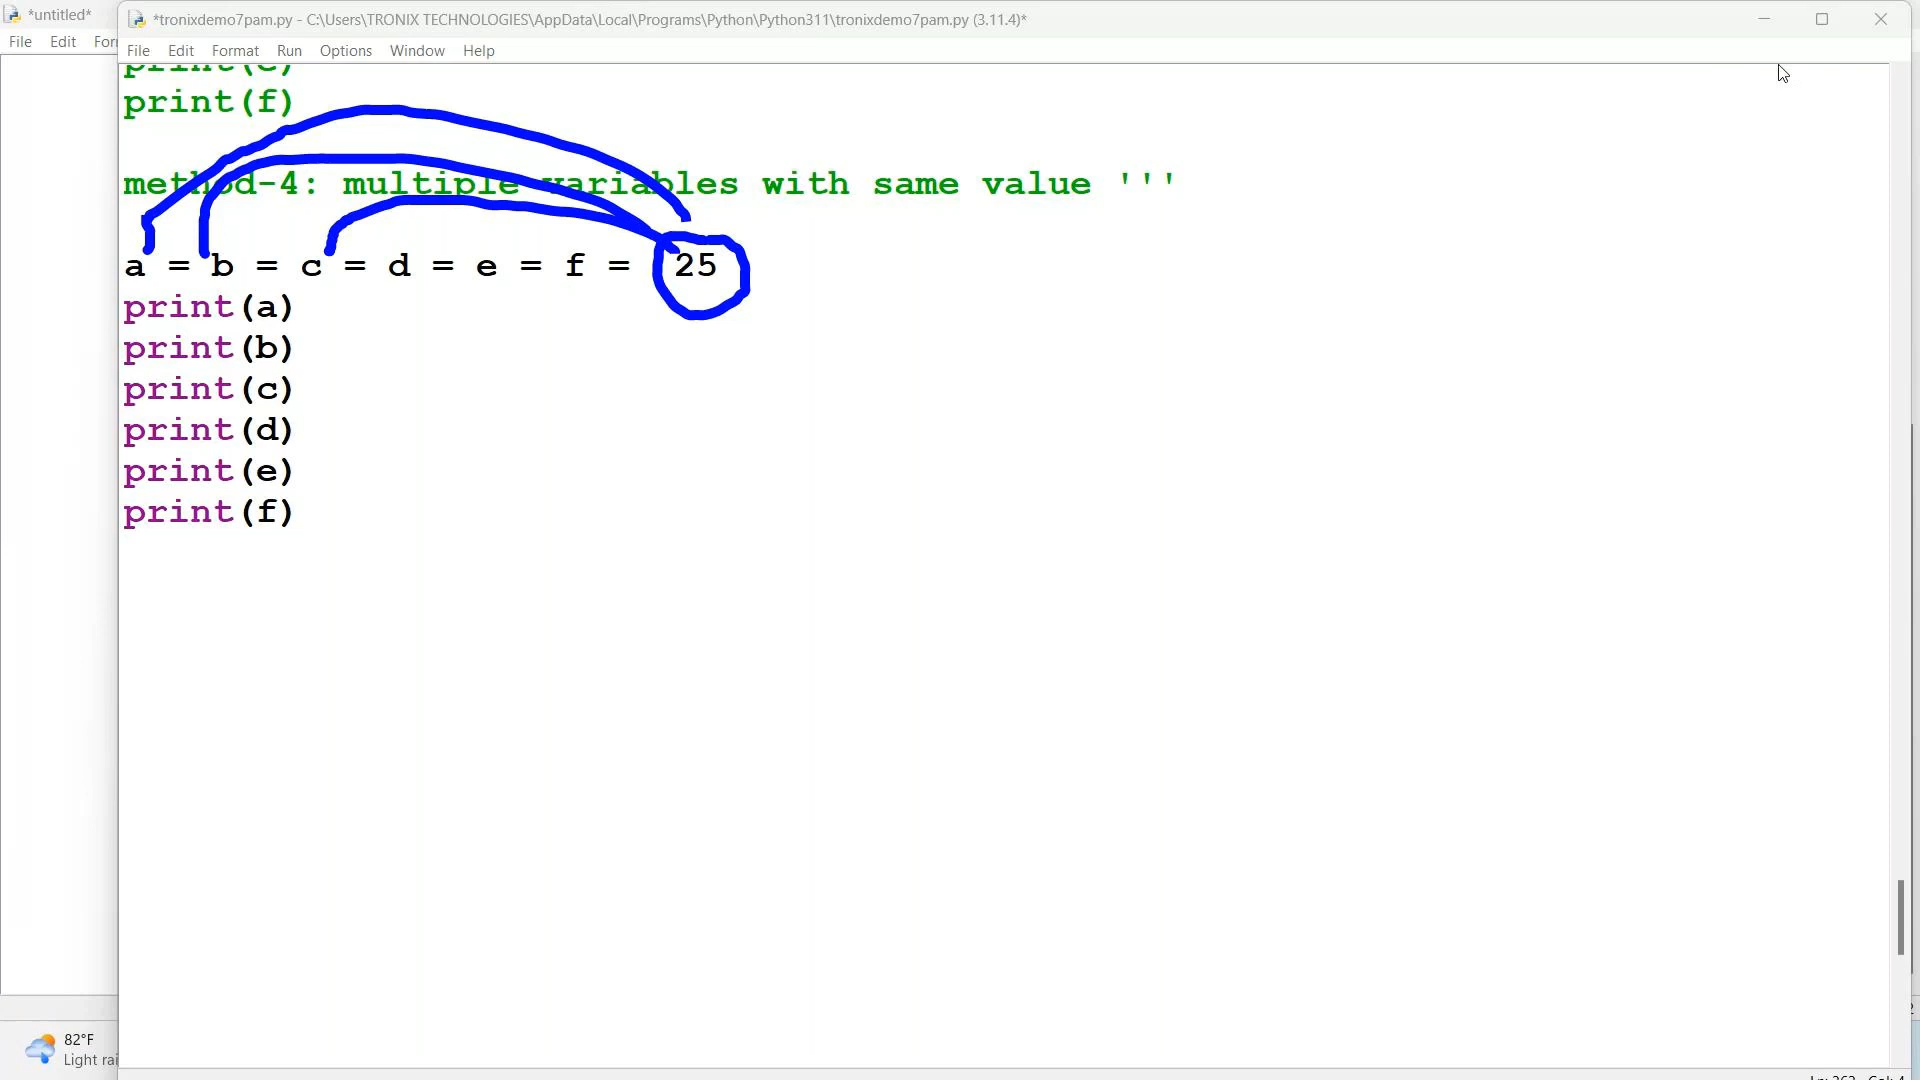 *untitled*
*tronixdemo7pam.py - C:\Users\TRONIX TECHNOLOGIES\AppData\Local\Programs\Python\Python311\tronixdemo7pam.py (3.11.4)*
File Edit
File Edit Format Run Options Window Help
print(f)
method-4: multiple variables with same value '''
a = b = c = d = e = f = 25
print(a)
print(b)
print(c)
print(d)
print(e)
print(f)
82°F
Light rai